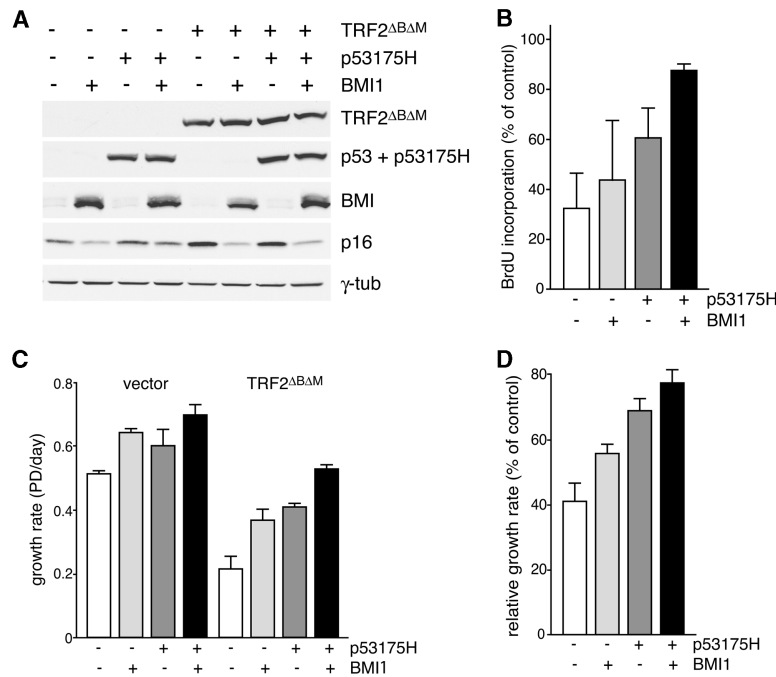 A
- - - - + + + + TRF2ΔBΔM
- - + + - - + + p53175H
- + - + - + - + BMI1
TRF2ΔBΔM
p53 + p53175H
BMI
p16
γ-tub
B
BrdU incorporation (% of control)
100
80
60
40
20
0
- - + + p53175H
- + - + BMI1
C
growth rate (PD/day)
0.8
0.6
0.4
0.2
0
vector TRF2ΔBΔM
- - + + - - + + p53175H
- + - + - + - + BMI1
D
relative growth rate (% of control)
80
60
40
20
0
- - + + p53175H
- + - + BMI1